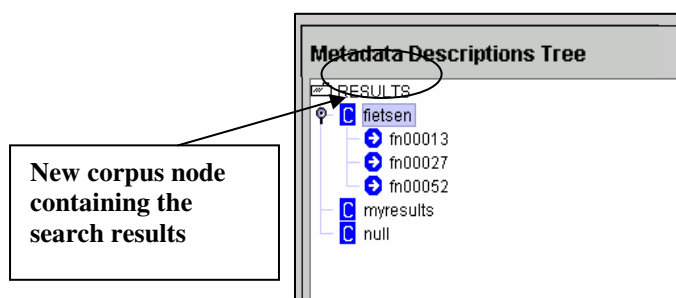 Metadata Descriptions Tree
RESULTS
fietsen
fn00013
fn00027
fn00052
myresults
null
New corpus node
containing the
search results